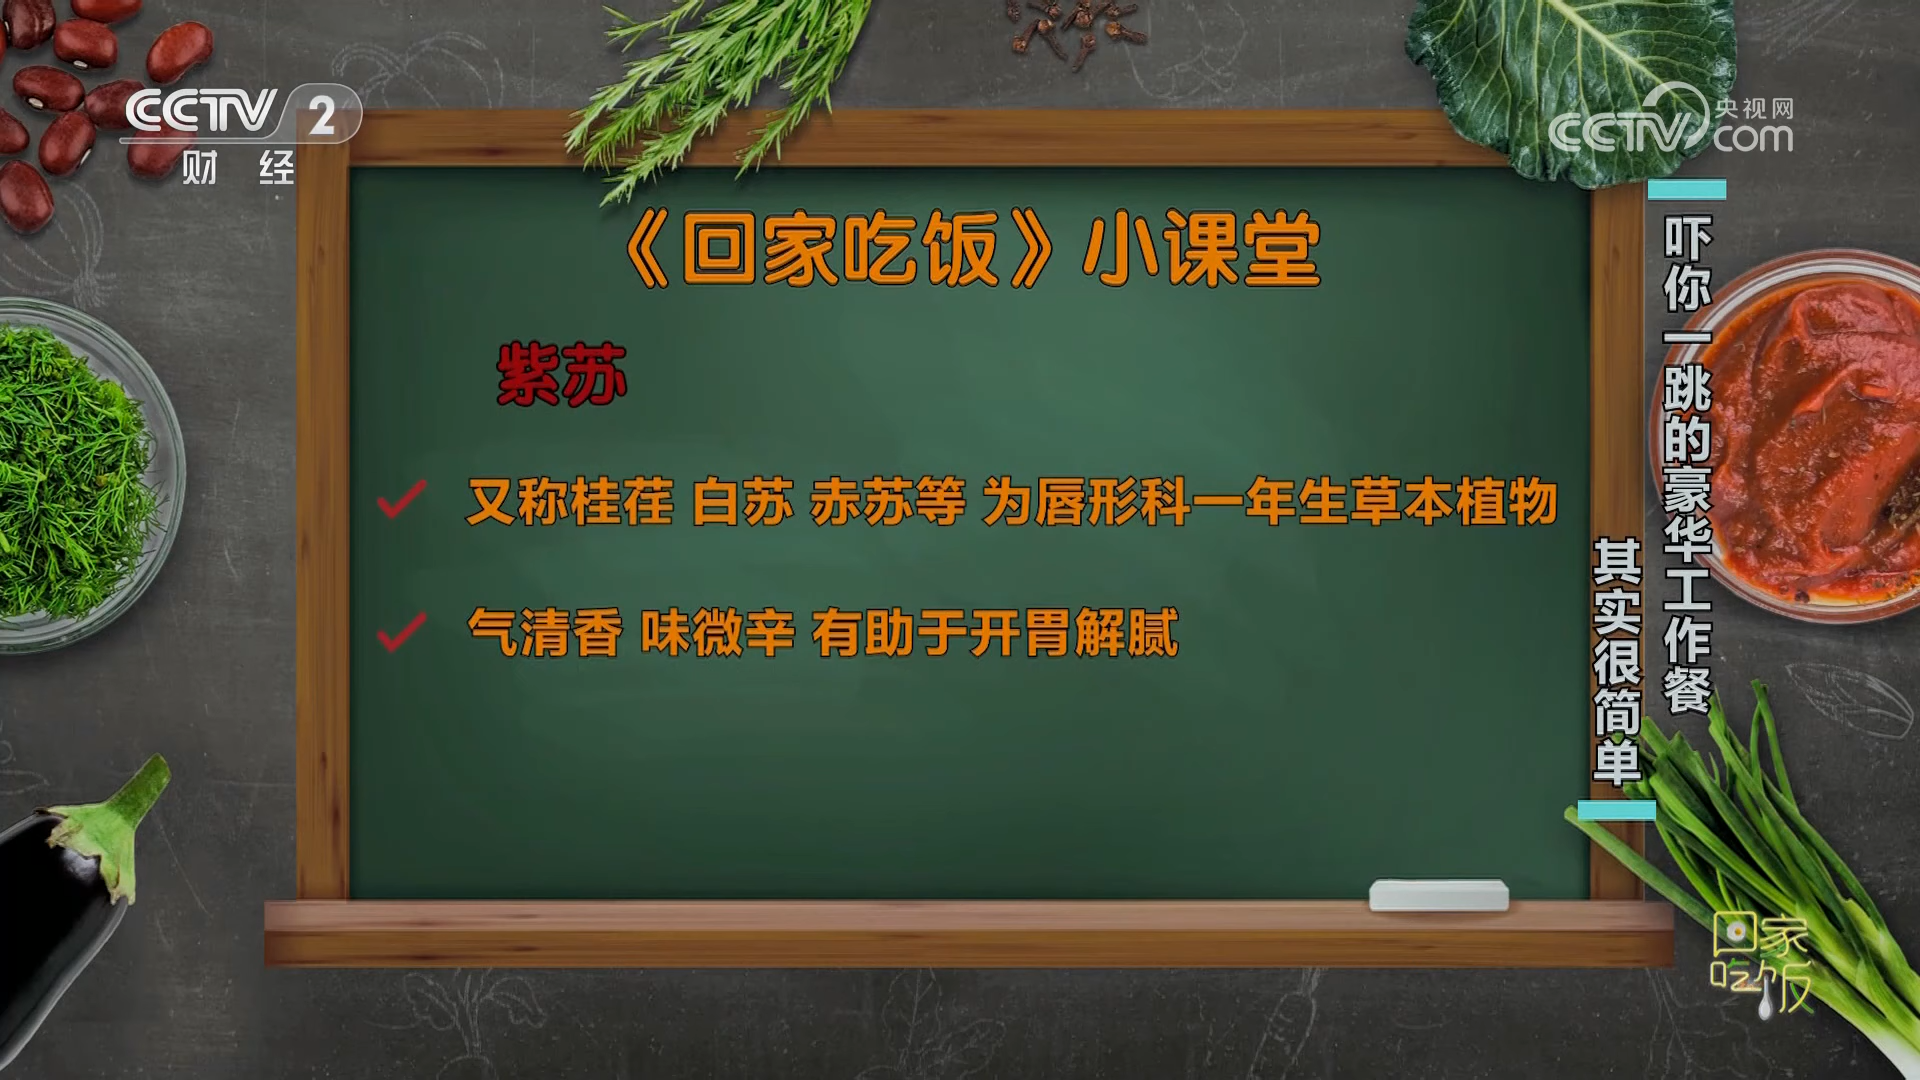 CCTV 2
财 经
央视网
CCTV.com
《回家吃饭》小课堂
紫苏
又称桂荏 白苏 赤苏等 为唇形科一年生草本植物
气清香 味微辛 有助于开胃解腻
吓你一跳的豪华工作餐
其实很简单
回家
吃饭